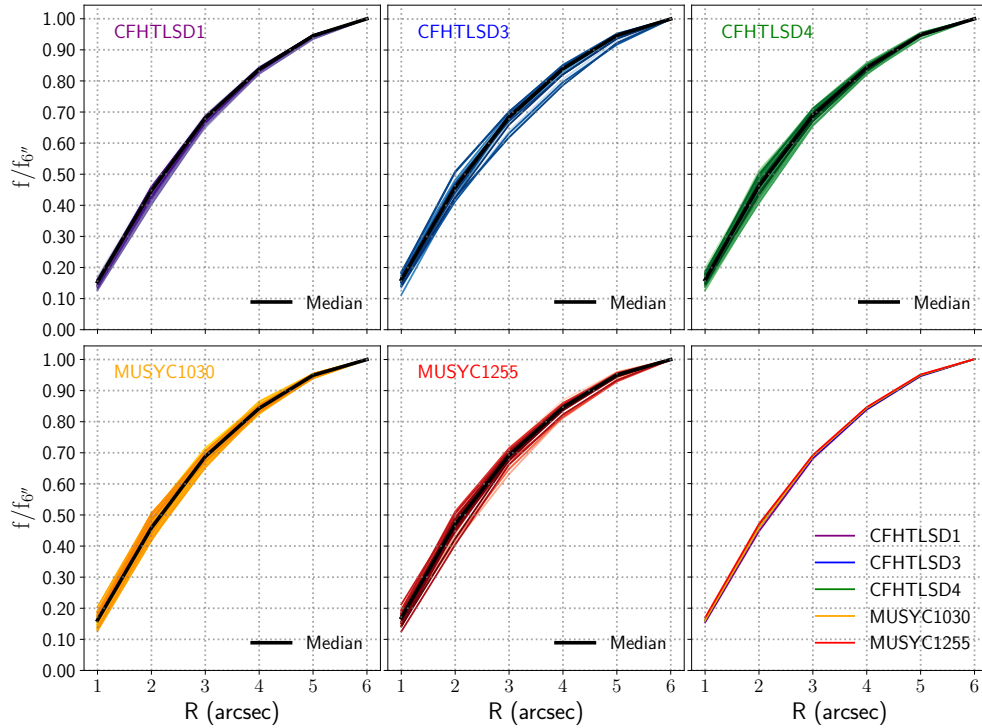 CFHTLSD1
CFHTLSD3
CFHTLSD4
1.00
0.90
0.80
0.70
0.60
0.50
0.40
0.30
0.20
0.10
0.00
f/f6″
Median
Median
Median
MUSYC1030
MUSYC1255
1.00
0.90
0.80
0.70
0.60
0.50
0.40
0.30
0.20
0.10
0.00
f/f6″
Median
Median
CFHTLSD1
CFHTLSD3
CFHTLSD4
MUSYC1030
MUSYC1255
1 2 3 4 5 6
1 2 3 4 5 6
1 2 3 4 5 6
R (arcsec)
R (arcsec)
R (arcsec)